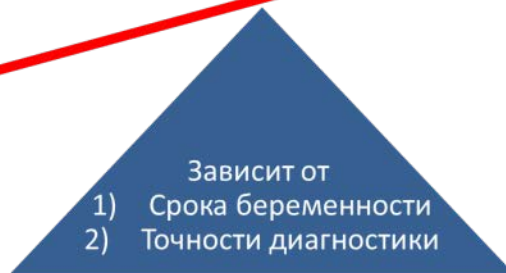 Зависит от
1) Срока беременности
2) Точности диагностики